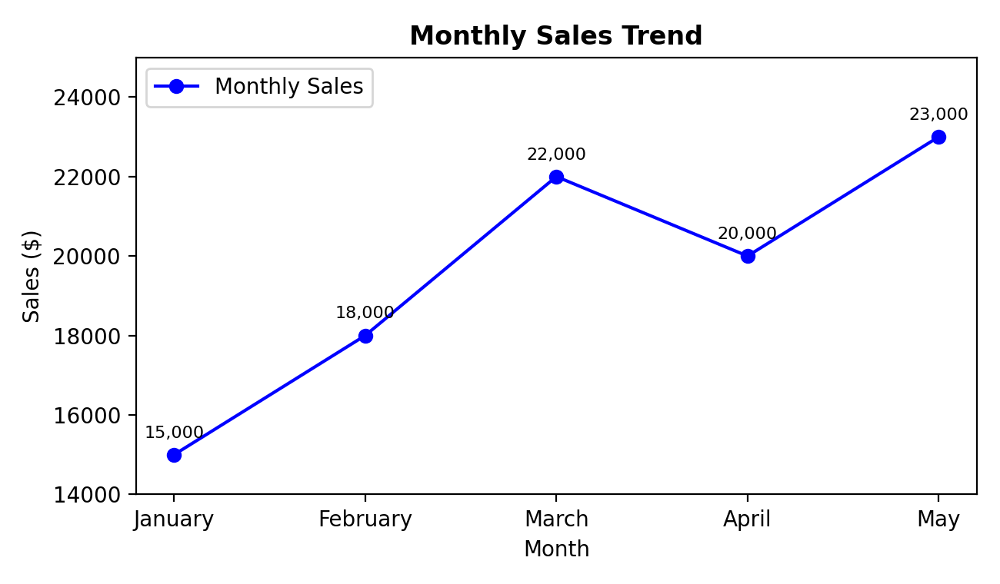 Monthly Sales Trend
Monthly Sales
24000
23,000
22,000
22000
20,000
20000
Sales ($)
18,000
18000
16000
15,000
14000
January February March April May
Month